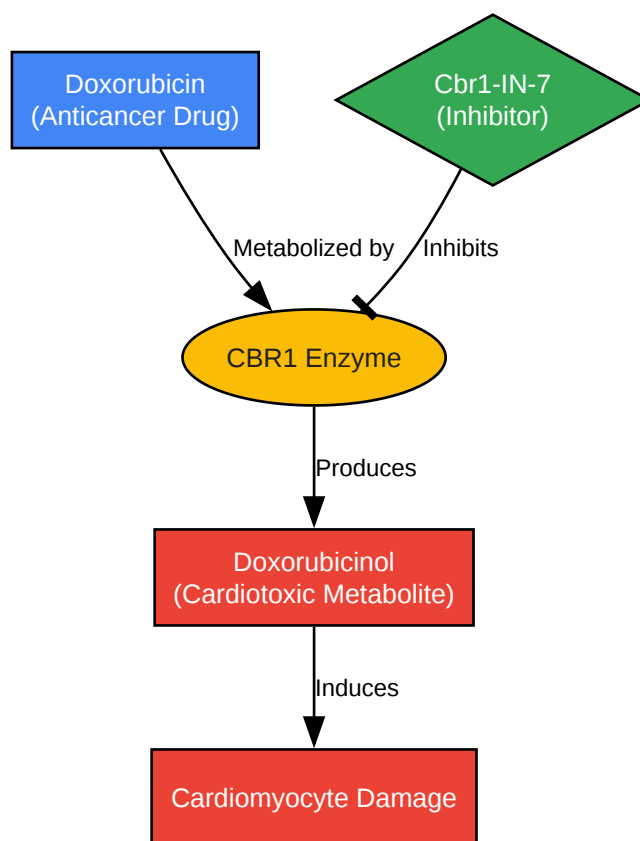 Doxorubicin
(Anticancer Drug)
Cbr1-IN-7
(Inhibitor)
Metabolized by
Inhibits
CBR1 Enzyme
Produces
Doxorubicinol
(Cardiotoxic Metabolite)
Induces
Cardiomyocyte Damage